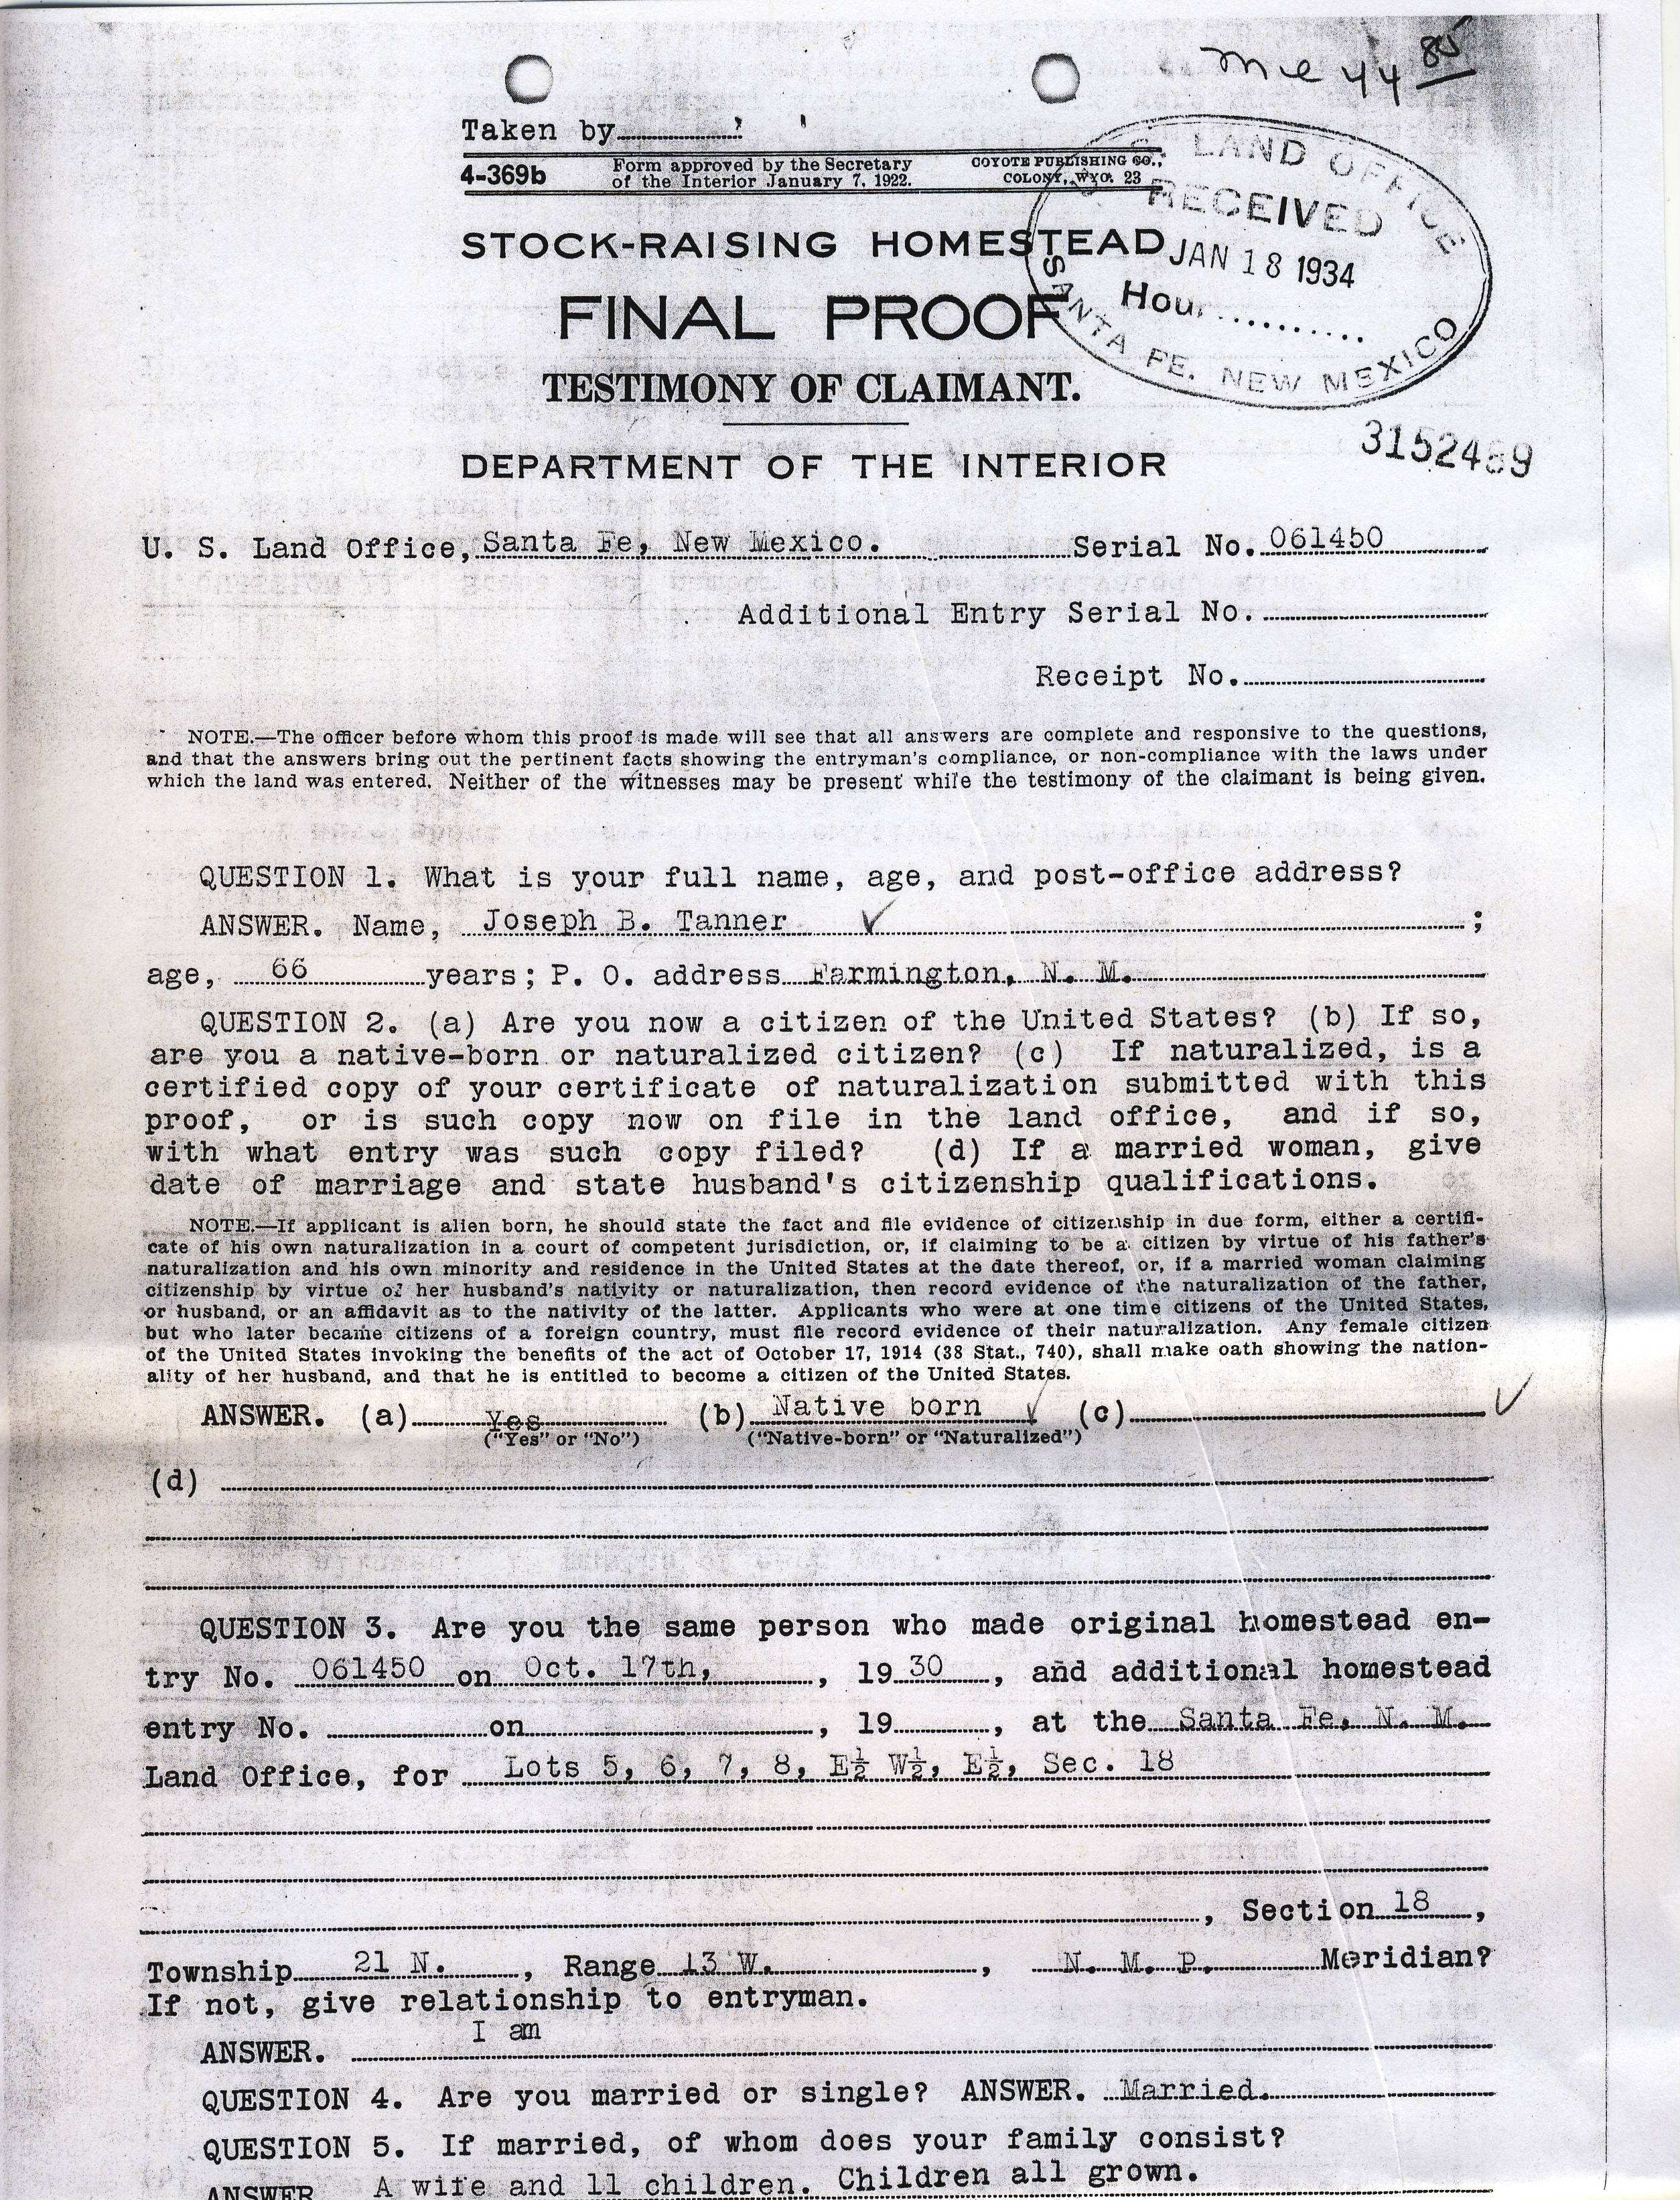 me 44 85
Taken by
4-369b Form approved by the Secretary of the Interior January 7, 1922. COYOTE PUBLISHING CO., COLONY, WYO. 23
LAND OFFICE
RECEIVED
JAN 18 1934
Hour
SANTA FE, NEW MEXICO
STOCK-RAISING HOMESTEAD
FINAL PROOF
TESTIMONY OF CLAIMANT.
DEPARTMENT OF THE INTERIOR
3152489
U. S. Land Office, Santa Fe, New Mexico. Serial No. 061450
Additional Entry Serial No.
Receipt No.
NOTE.—The officer before whom this proof is made will see that all answers are complete and responsive to the questions,
and that the answers bring out the pertinent facts showing the entryman's compliance, or non-compliance with the laws under
which the land was entered. Neither of the witnesses may be present while the testimony of the claimant is being given.
QUESTION 1. What is your full name, age, and post-office address?
ANSWER. Name, Joseph B. Tanner ;
age, 66 years; P. O. address Farmington, N. M.
QUESTION 2. (a) Are you now a citizen of the United States? (b) If so,
are you a native-born or naturalized citizen? (c) If naturalized, is a
certified copy of your certificate of naturalization submitted with this
proof, or is such copy now on file in the land office, and if so,
with what entry was such copy filed? (d) If a married woman, give
date of marriage and state husband's citizenship qualifications.
NOTE.—If applicant is alien born, he should state the fact and file evidence of citizenship in due form, either a certifi-
cate of his own naturalization in a court of competent jurisdiction, or, if claiming to be a citizen by virtue of his father's
naturalization and his own minority and residence in the United States at the date thereof, or, if a married woman claiming
citizenship by virtue of her husband's nativity or naturalization, then record evidence of the naturalization of the father,
or husband, or an affidavit as to the nativity of the latter. Applicants who were at one time citizens of the United States,
but who later became citizens of a foreign country, must file record evidence of their naturalization. Any female citizen
of the United States invoking the benefits of the act of October 17, 1914 (38 Stat., 740), shall make oath showing the nation-
ality of her husband, and that he is entitled to become a citizen of the United States.
ANSWER. (a) Yes (b) Native born (c)
("Yes" or "No") ("Native-born" or "Naturalized")
(d)
QUESTION 3. Are you the same person who made original homestead en-
try No. 061450 on Oct. 17th, , 19 30 , and additional homestead
entry No. on , 19 , at the Santa Fe, N. M.
Land Office, for Lots 5, 6, 7, 8, E½ W½, E½, Sec. 18
, Section 18 ,
Township 21 N. , Range 13 W. , N. M. P. Meridian?
If not, give relationship to entryman.
I am
ANSWER.
QUESTION 4. Are you married or single? ANSWER. Married.
QUESTION 5. If married, of whom does your family consist?
ANSWER A wife and 11 children. Children all grown.